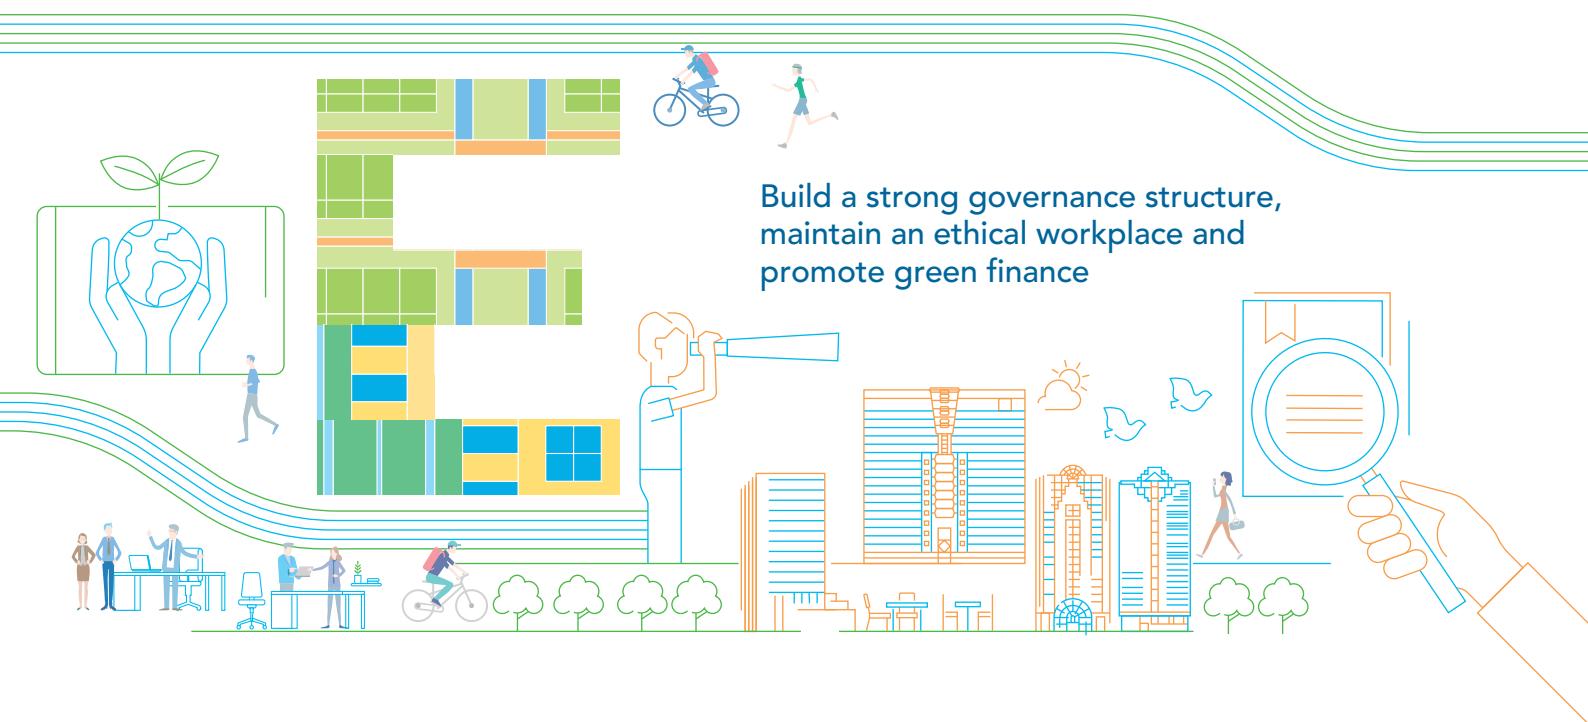 Build a strong governance structure,
maintain an ethical workplace and
promote green finance